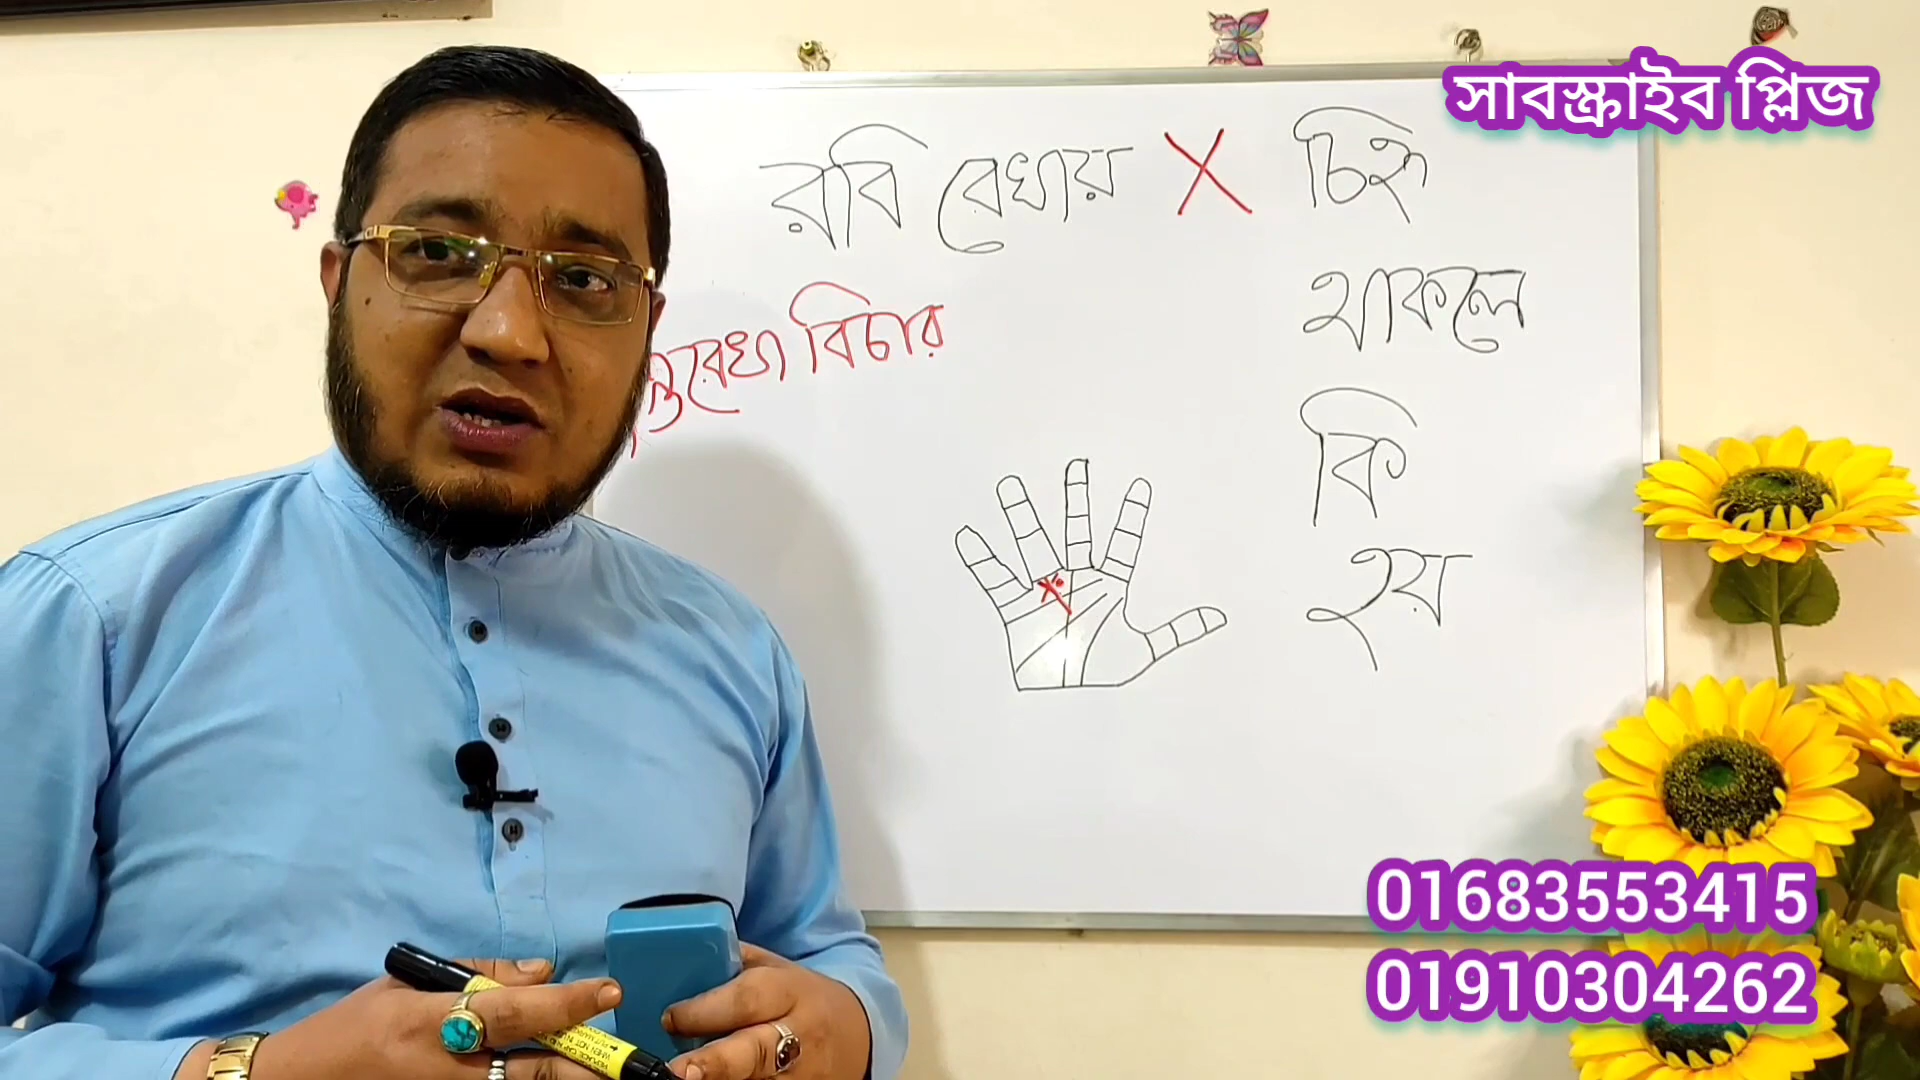 সাবস্ক্রাইব প্লিজ
রবি রেখায় X চিহ্ন
থাকলে
কি
হয়
বিচার
X
01683553415
01910304262